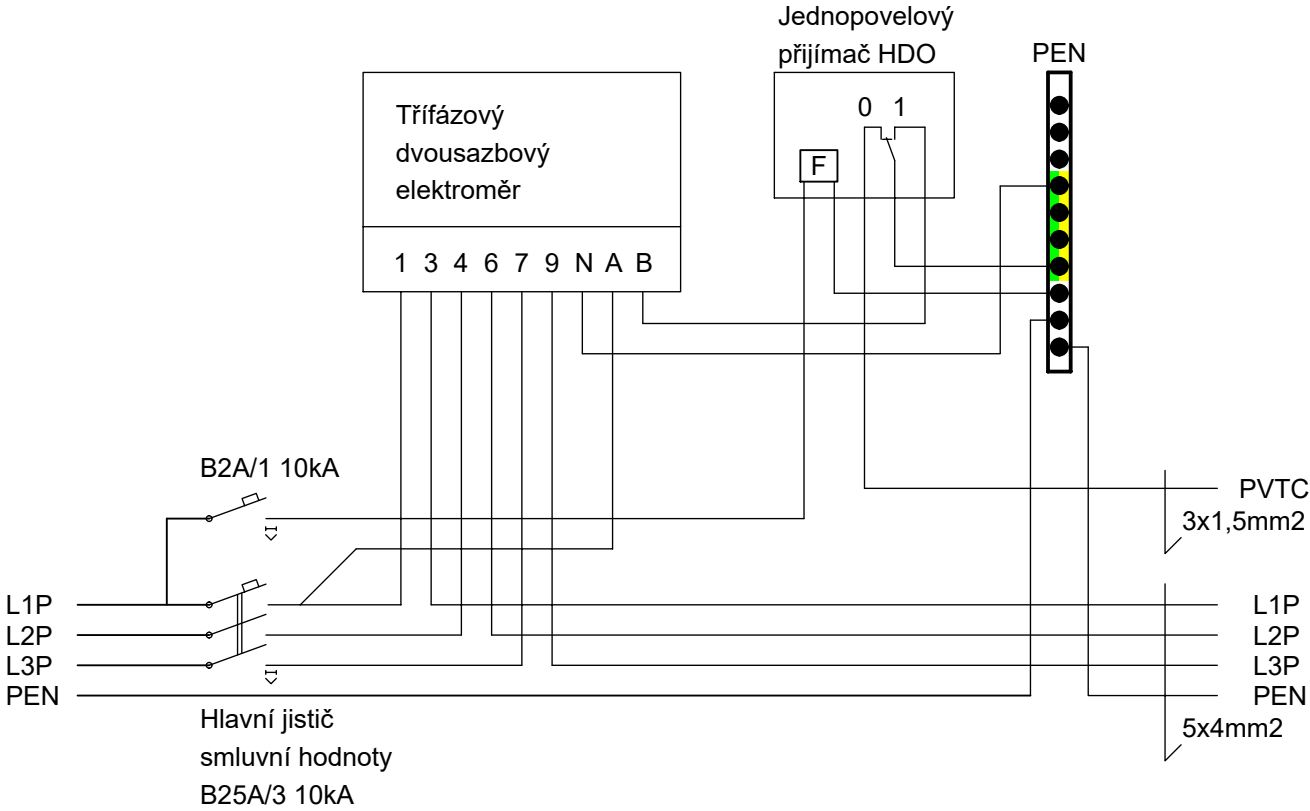 Jednopovelový
přijímač HDO
PEN
Třífázový
dvousazbový
elektroměr
0 1
F
1 3 4 6 7 9 N A B
B2A/1 10kA
PVTC
3x1,5mm2
L1P
L2P
L3P
PEN
L1P
L2P
L3P
PEN
5x4mm2
Hlavní jistič
smluvní hodnoty
B25A/3 10kA